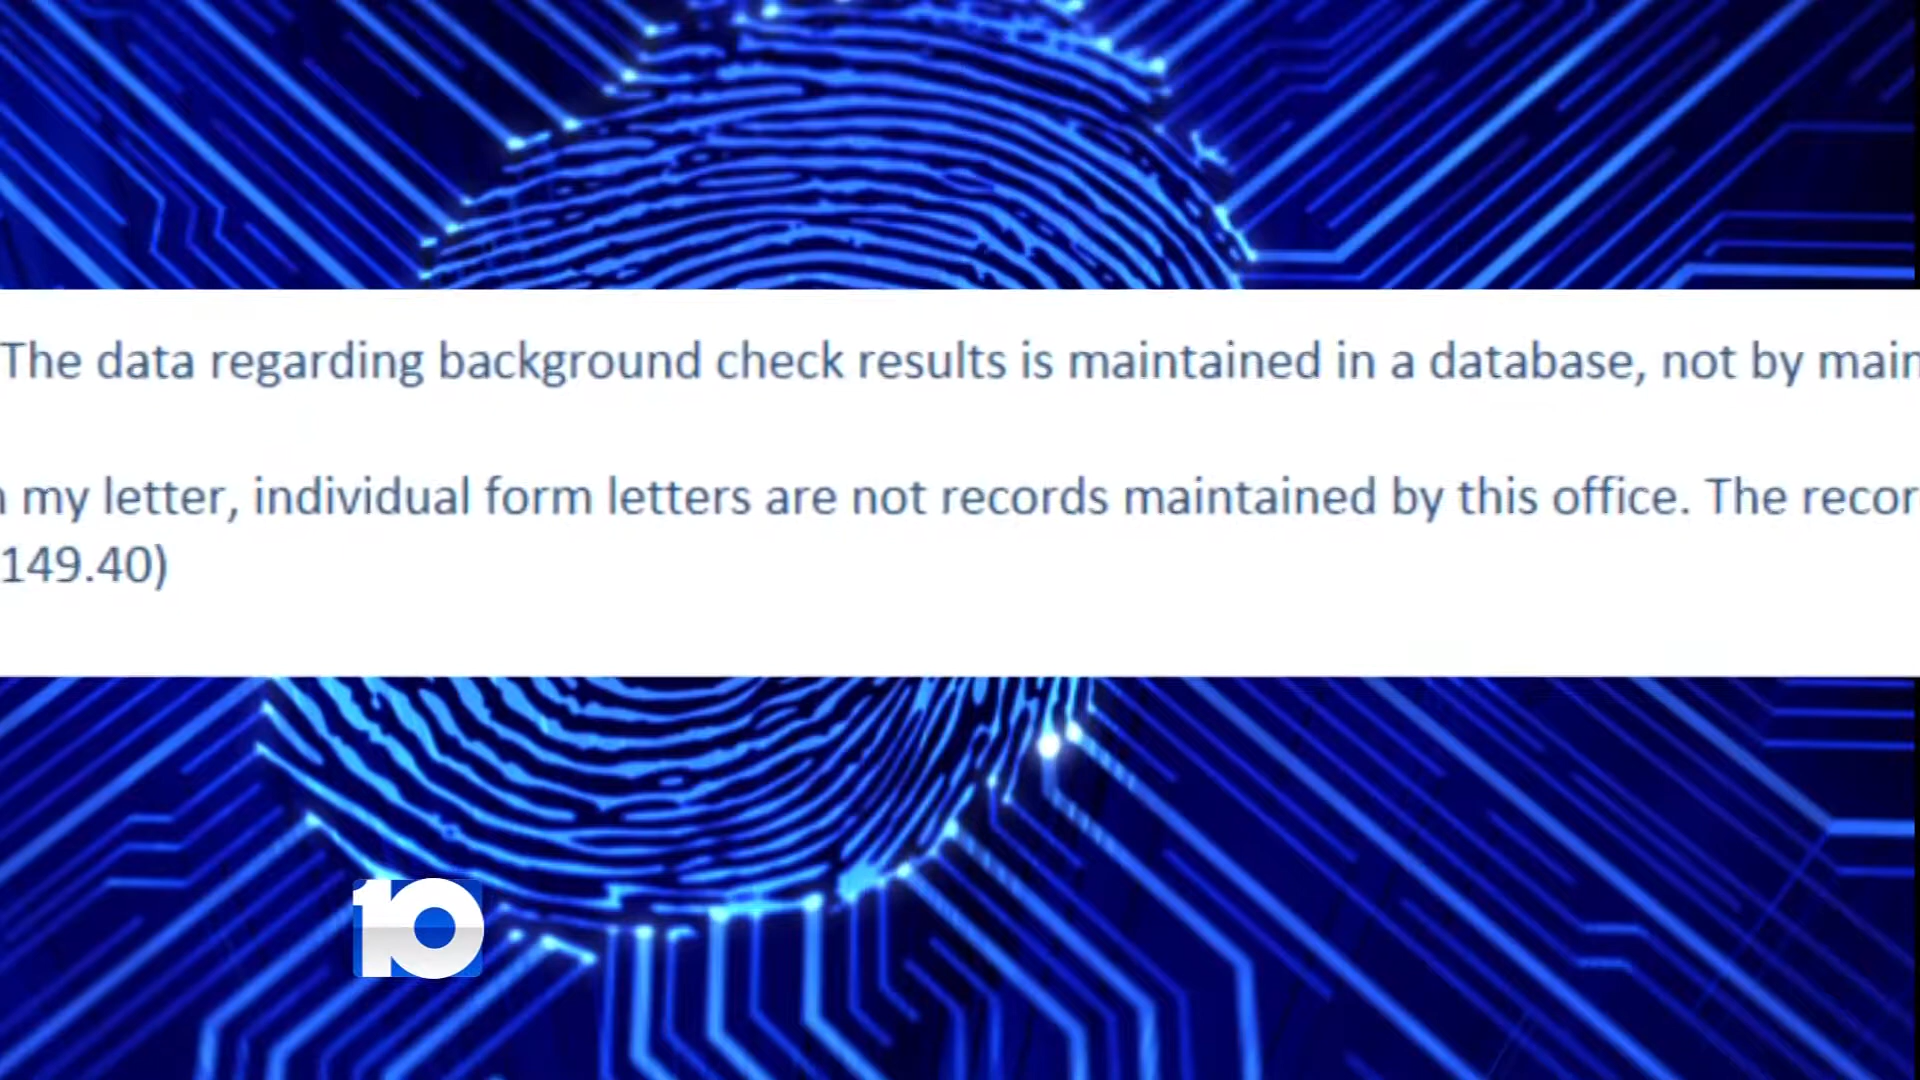 The data regarding background check results is maintained in a database, not by
my letter, individual form letters are not records maintained by this office. The
149.40)
10